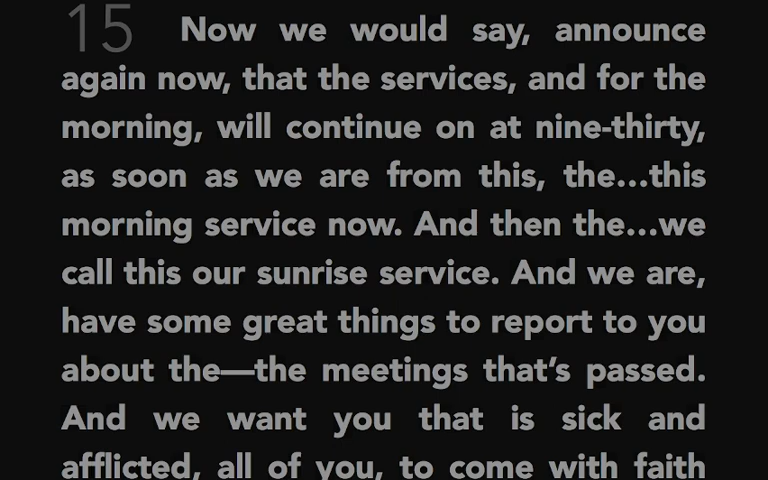 15 Now we would say, announce
again now, that the services, and for the
morning, will continue on at nine-thirty,
as soon as we are from this, the…this
morning service now. And then the…we
call this our sunrise service. And we are,
have some great things to report to you
about the—the meetings that’s passed.
And we want you that is sick and
afflicted, all of you, to come with faith